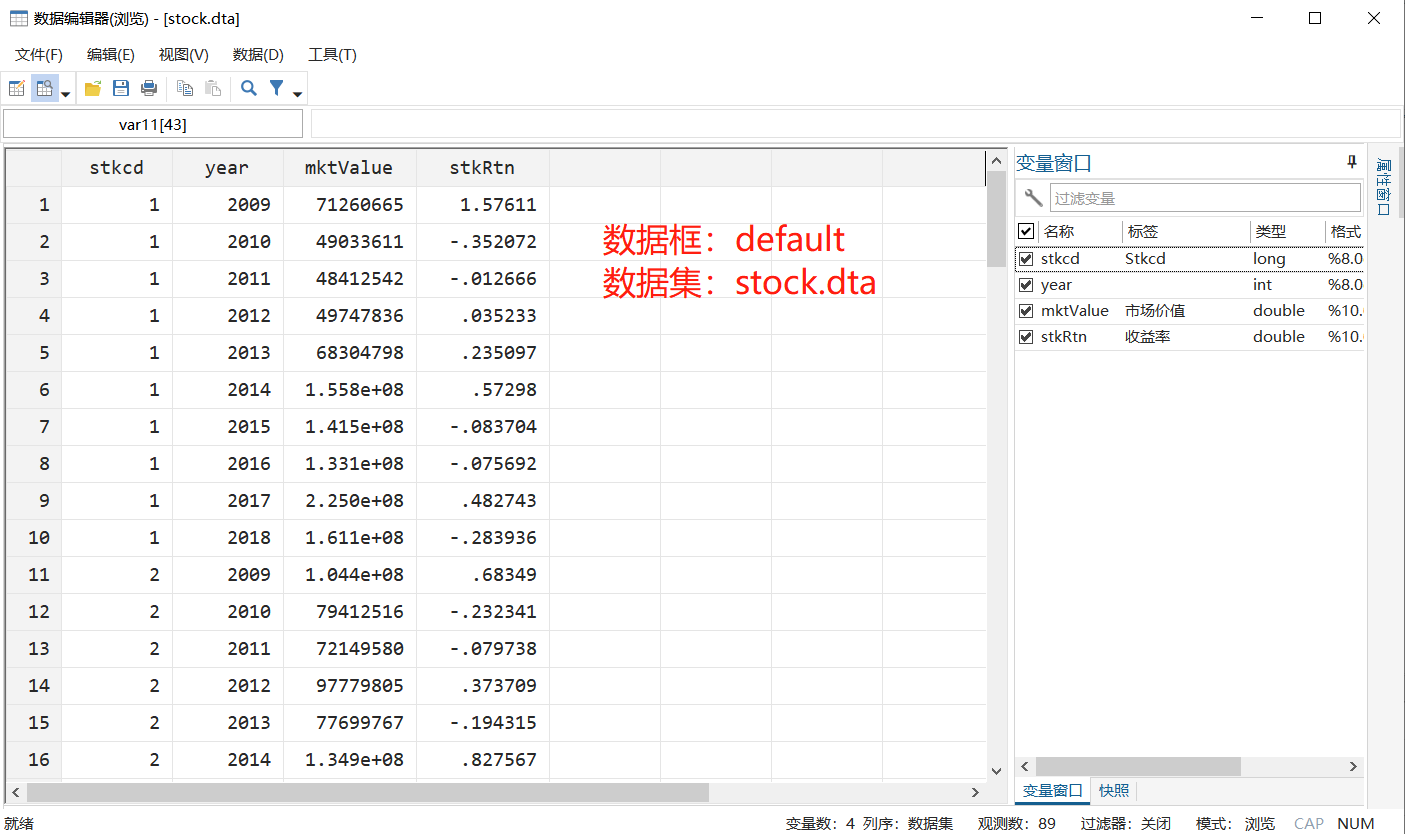 数据编辑器(浏览) - [stock.dta]
文件(F) 编辑(E) 视图(V) 数据(D) 工具(T)
var11[43]
stkcd year mktValue stkRtn
1 1 2009 71260665 1.57611
2 1 2010 49033611 -.352072
3 1 2011 48412542 -.012666
4 1 2012 49747836 .035233
5 1 2013 68304798 .235097
6 1 2014 1.558e+08 .57298
7 1 2015 1.415e+08 -.083704
8 1 2016 1.331e+08 -.075692
9 1 2017 2.250e+08 .482743
10 1 2018 1.611e+08 -.283936
11 2 2009 1.044e+08 .68349
12 2 2010 79412516 -.232341
13 2 2011 72149580 -.079738
14 2 2012 97779805 .373709
15 2 2013 77699767 -.194315
16 2 2014 1.349e+08 .827567
数据框：default
数据集：stock.dta
变量窗口
过滤变量
名称 标签 类型 格式
stkcd Stkcd long %8.0
year int %8.0
mktValue 市场价值 double %10.
stkRtn 收益率 double %10.
变量窗口 快照
属性窗口
就绪 变量数：4 列序：数据集 观测数：89 过滤器：关闭 模式：浏览 CAP NUM